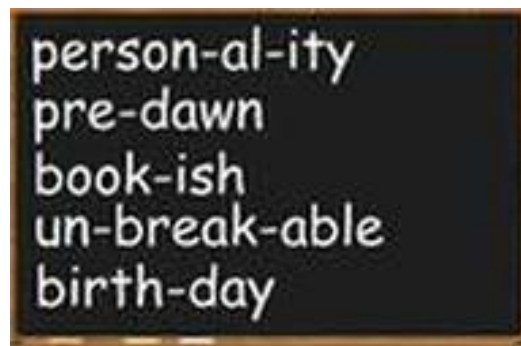 person-al-ity
pre-dawn
book-ish
un-break-able
birth-day